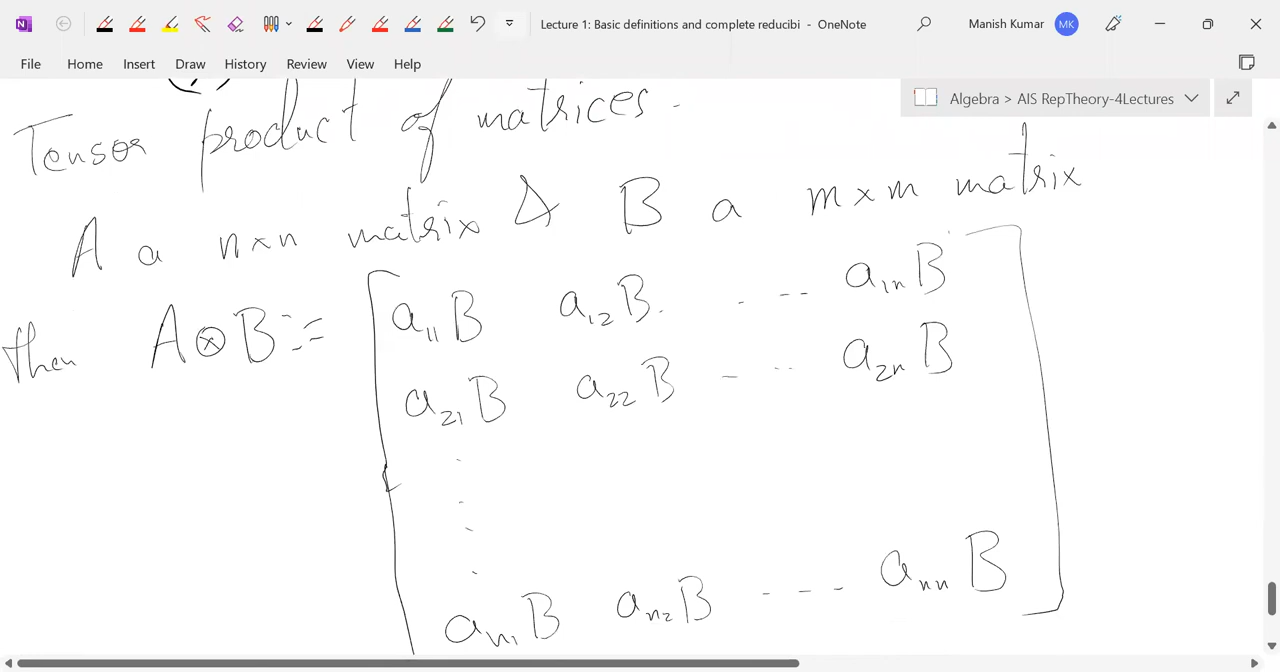 Lecture 1: Basic definitions and complete reducibi - OneNote
Manish Kumar MK
File Home Insert Draw History Review View Help
Algebra > AIS RepTheory-4Lectures
Tensor product of matrices.
A a n×n matrix & B a m×m matrix
then A⊗B := [ a₁₁B a₁₂B ... a₁ₙB
a₂₁B a₂₂B ... a₂ₙB
aₙ₁B aₙ₂B ... aₙₙB ]